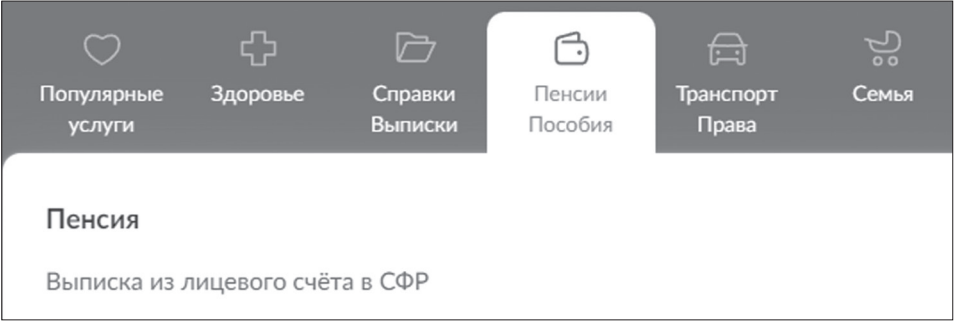 Популярные
услуги
Здоровье
Справки
Выписки
Пенсии
Пособия
Транспорт
Права
Семья
Пенсия
Выписка из лицевого счёта в СФР